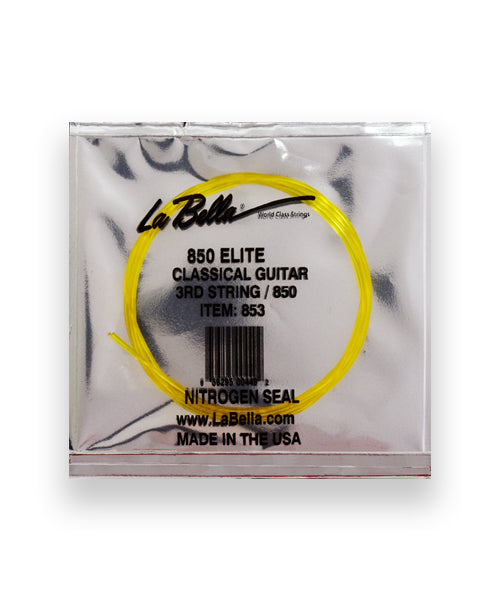 La Bella®
World Class Strings
850 ELITE
CLASSICAL GUITAR
3RD STRING / 850
ITEM: 853
NITROGEN SEAL
www.LaBella.com
MADE IN THE USA